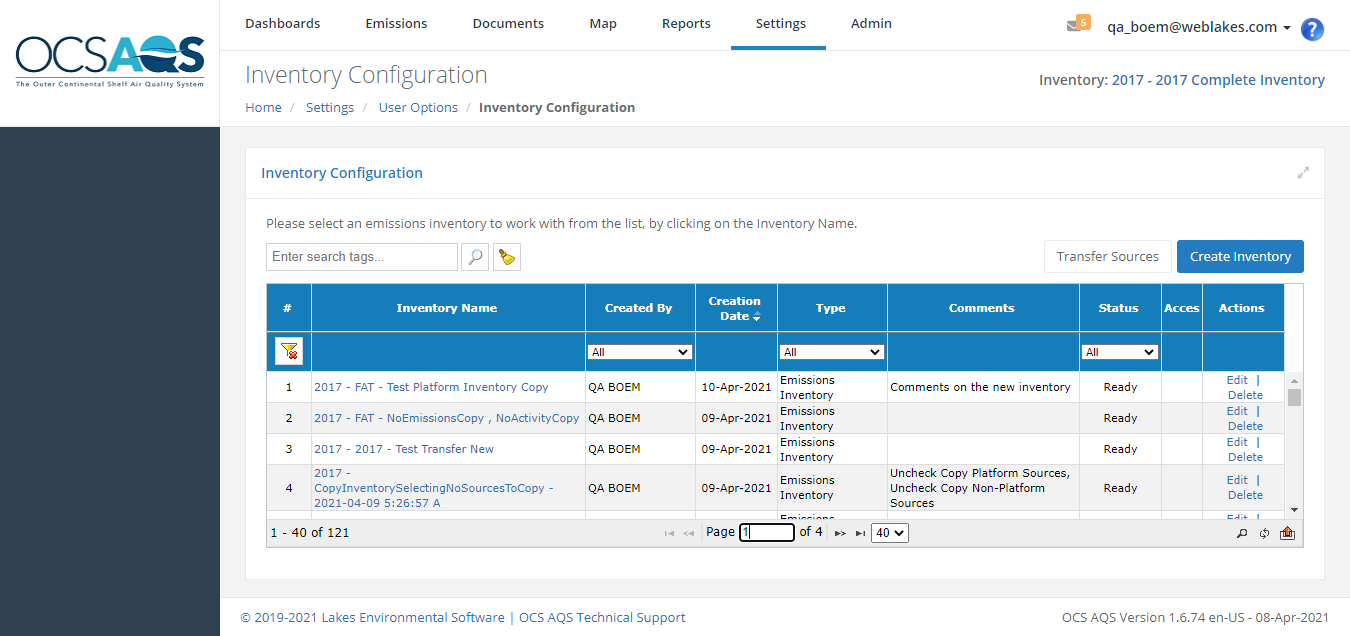 OCSAQS
The Outer Continental Shelf Air Quality System
Dashboards Emissions Documents Map Reports Settings Admin
5 qa_boem@weblakes.com ?
Inventory Configuration
Inventory: 2017 - 2017 Complete Inventory
Home / Settings / User Options / Inventory Configuration
Inventory Configuration
Please select an emissions inventory to work with from the list, by clicking on the Inventory Name.
Enter search tags... Transfer Sources Create Inventory
# Inventory Name Created By Creation Date Type Comments Status Acces Actions
All All All
1 2017 - FAT - Test Platform Inventory Copy QA BOEM 10-Apr-2021 Emissions Inventory Comments on the new inventory Ready Edit | Delete
2 2017 - FAT - NoEmissionsCopy , NoActivityCopy QA BOEM 09-Apr-2021 Emissions Inventory Ready Edit | Delete
3 2017 - 2017 - Test Transfer New QA BOEM 09-Apr-2021 Emissions Inventory Ready Edit | Delete
4 2017 - CopyInventorySelectingNoSourcesToCopy - 2021-04-09 5:26:57 A QA BOEM 09-Apr-2021 Emissions Inventory Uncheck Copy Platform Sources, Uncheck Copy Non-Platform Sources Ready Edit | Delete
Emissions Edit |
1 - 40 of 121 Page 1 of 4 40
© 2019-2021 Lakes Environmental Software | OCS AQS Technical Support
OCS AQS Version 1.6.74 en-US - 08-Apr-2021